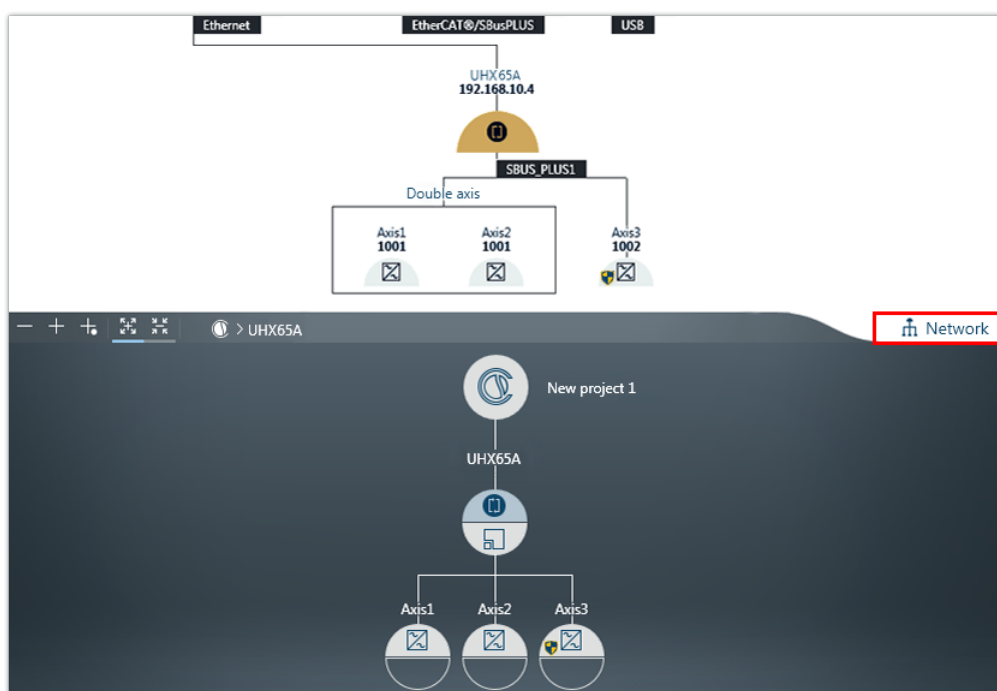 Ethernet
EtherCAT®/SBusPLUS
USB
UHX65A
192.168.10.4
SBUS_PLUS1
Double axis
Axis1
1001
Axis2
1001
Axis3
1002
> UHX65A
Network
New project 1
UHX65A
Axis1
Axis2
Axis3